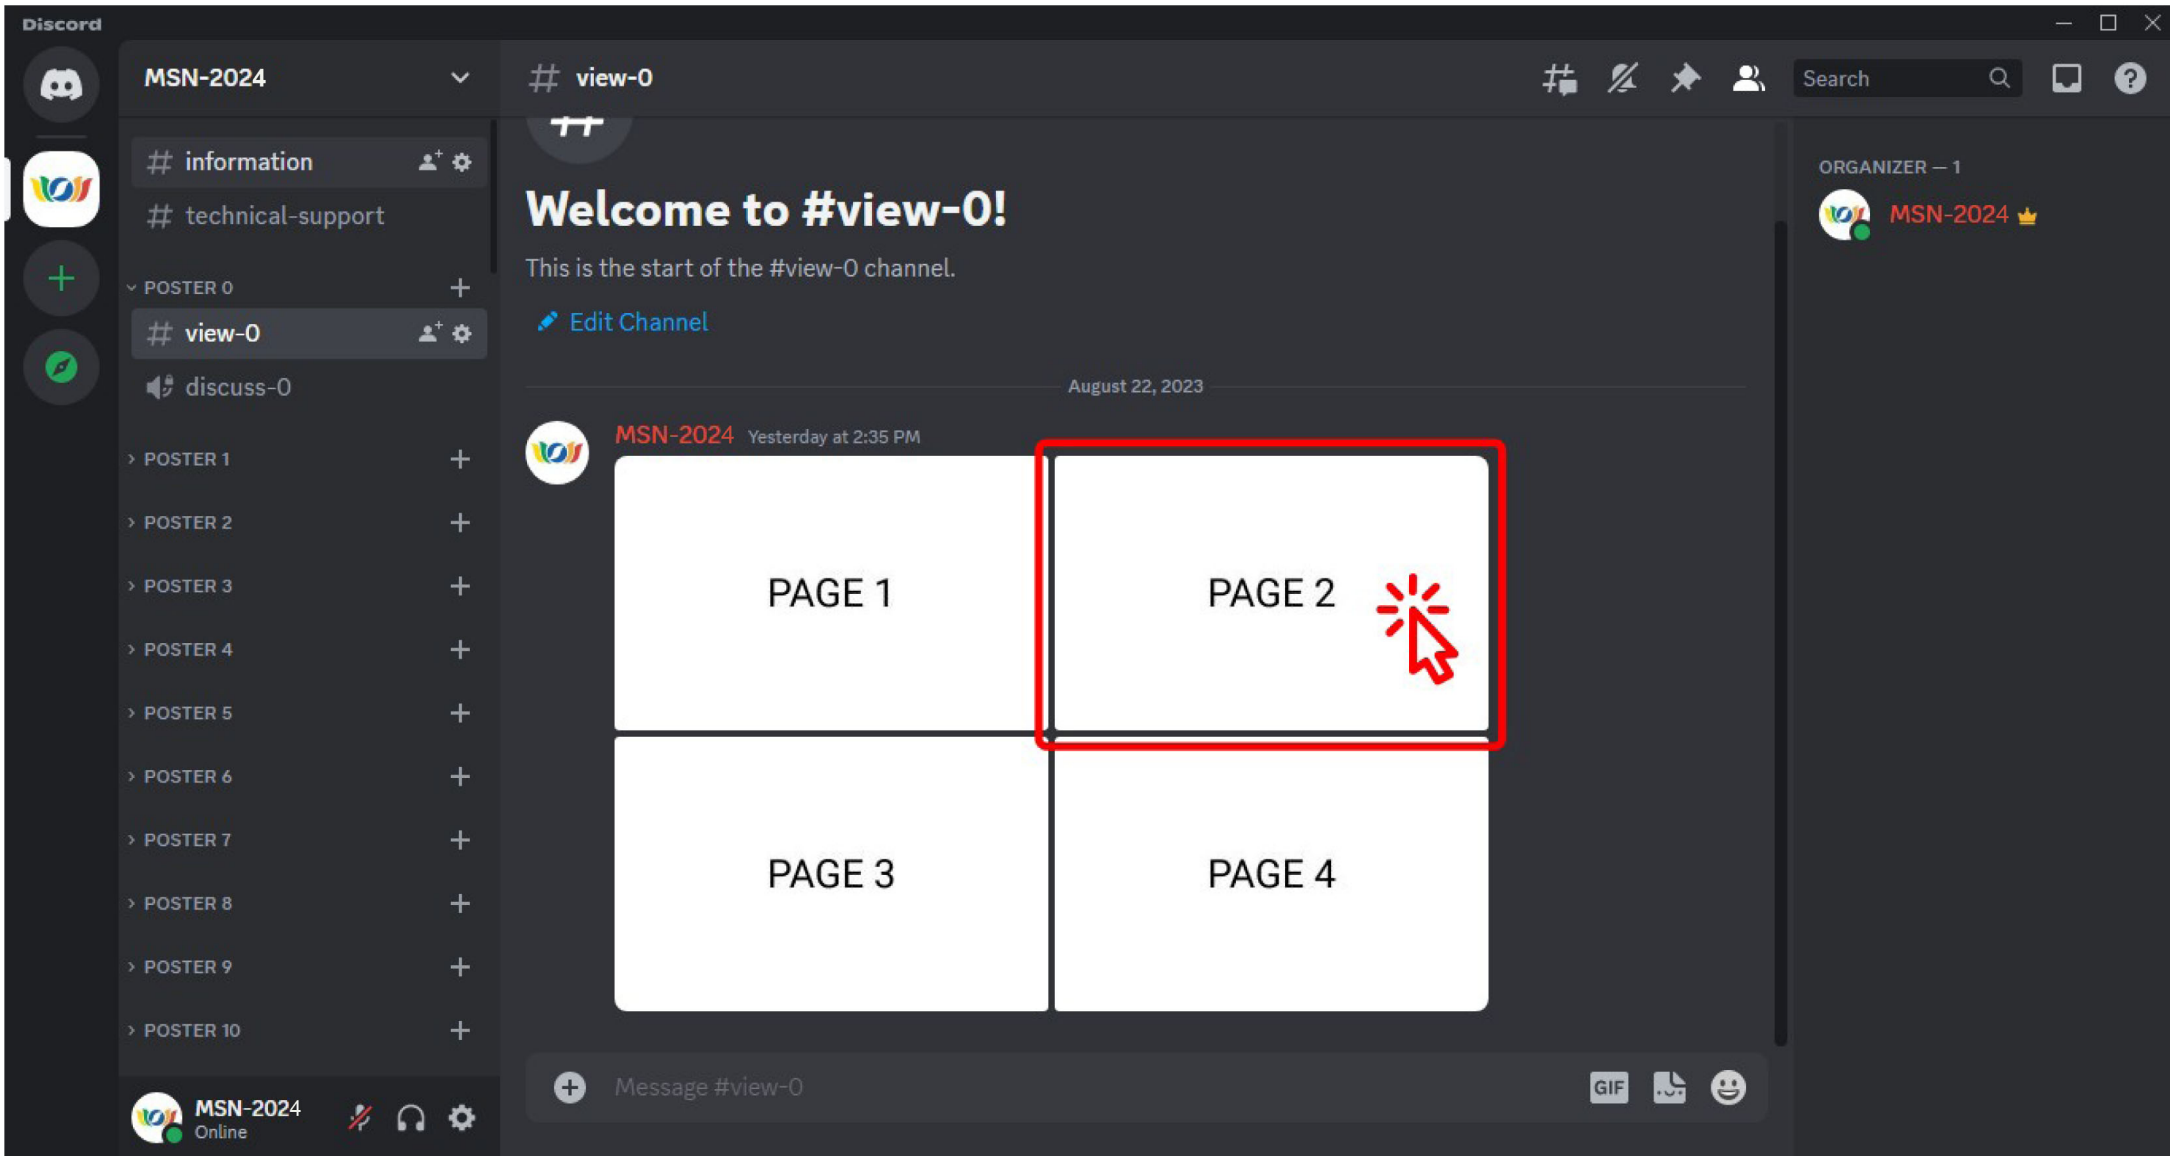 Discord
MSN-2024
information
technical-support
POSTER 0
view-0
discuss-0
POSTER 1
POSTER 2
POSTER 3
POSTER 4
POSTER 5
POSTER 6
POSTER 7
POSTER 8
POSTER 9
POSTER 10
MSN-2024
Online
# view-0
Search
Welcome to #view-0!
This is the start of the #view-0 channel.
Edit Channel
August 22, 2023
MSN-2024 Yesterday at 2:35 PM
PAGE 1
PAGE 2
PAGE 3
PAGE 4
Message #view-0
GIF
ORGANIZER — 1
MSN-2024